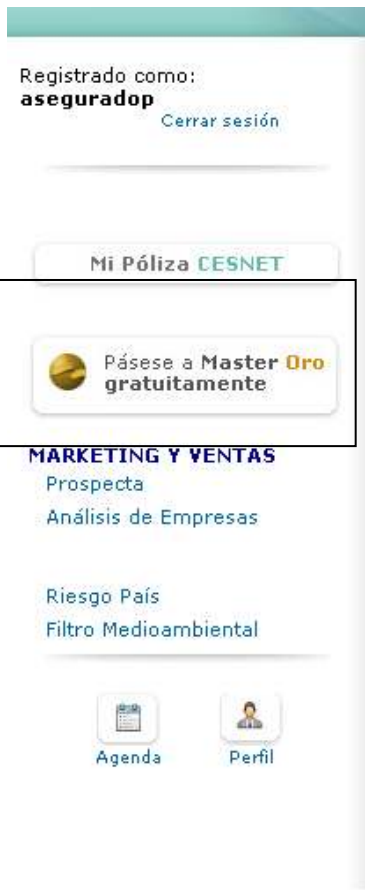 Registrado como:
aseguradop
Cerrar sesión
Mi Póliza CESNET
Pásese a Master Oro
gratuitamente
MARKETING Y VENTAS
Prospecta
Análisis de Empresas
Riesgo País
Filtro Medioambiental
Agenda Perfil